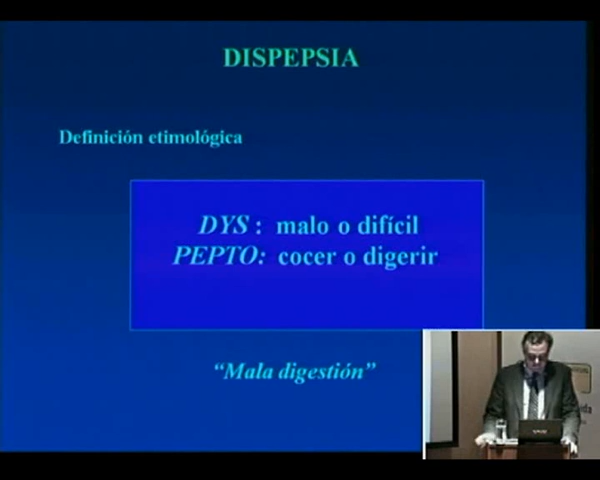 DISPEPSIA
Definición etimológica
DYS : malo o difícil
PEPTO: cocer o digerir
“Mala digestión”